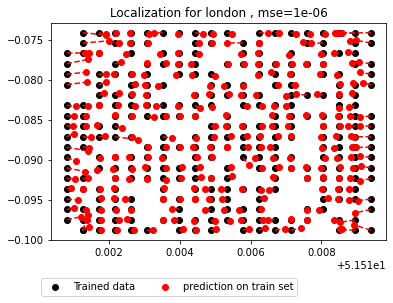 Localization for london , mse=1e-06
−0.075
−0.080
−0.085
−0.090
−0.095
−0.100
0.002 0.004 0.006 0.008
+5.151e1
Trained data prediction on train set